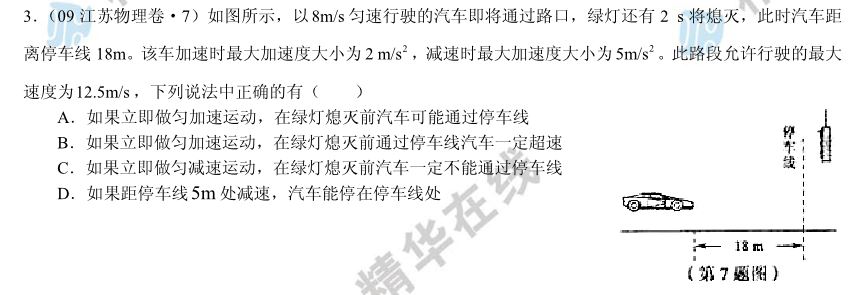 3.（09 江苏物理卷·7）如图所示，以 8m/s 匀速行驶的汽车即将通过路口，绿灯还有 2 s 将熄灭，此时汽车距
离停车线 18m。该车加速时最大加速度大小为 2 m/s²，减速时最大加速度大小为 5m/s²。此路段允许行驶的最大
速度为 12.5m/s，下列说法中正确的有（ ）
A．如果立即做匀加速运动，在绿灯熄灭前汽车可能通过停车线
B．如果立即做匀加速运动，在绿灯熄灭前通过停车线汽车一定超速
C．如果立即做匀减速运动，在绿灯熄灭前汽车一定不能通过停车线
D．如果距停车线 5m 处减速，汽车能停在停车线处
停车线
18 m
（第 7 题图）
精华在线